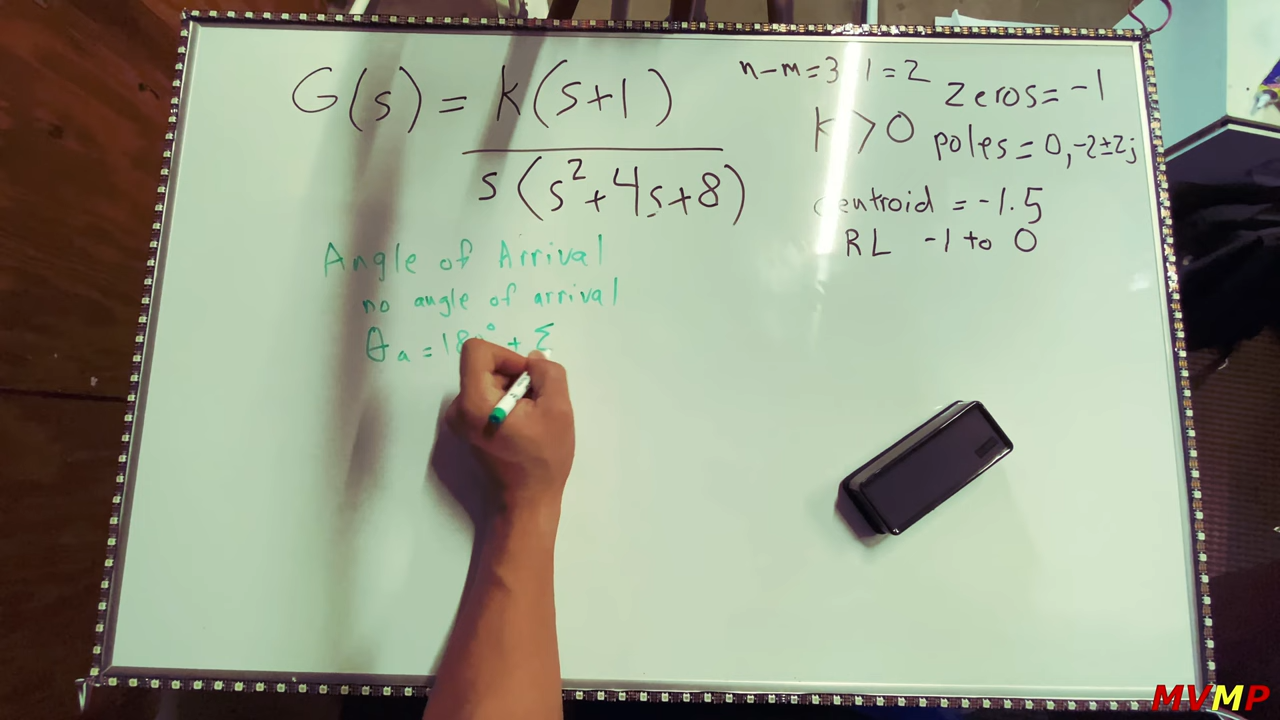 G(s) = k(s+1)
s(s²+4s+8)
n-m=3 1=2
zeros=-1
k>0
poles=0,-2±2j
centroid = -1.5
RL -1 to 0
Angle of Arrival
no angle of arrival
θa = 180° + Σ
MVMP